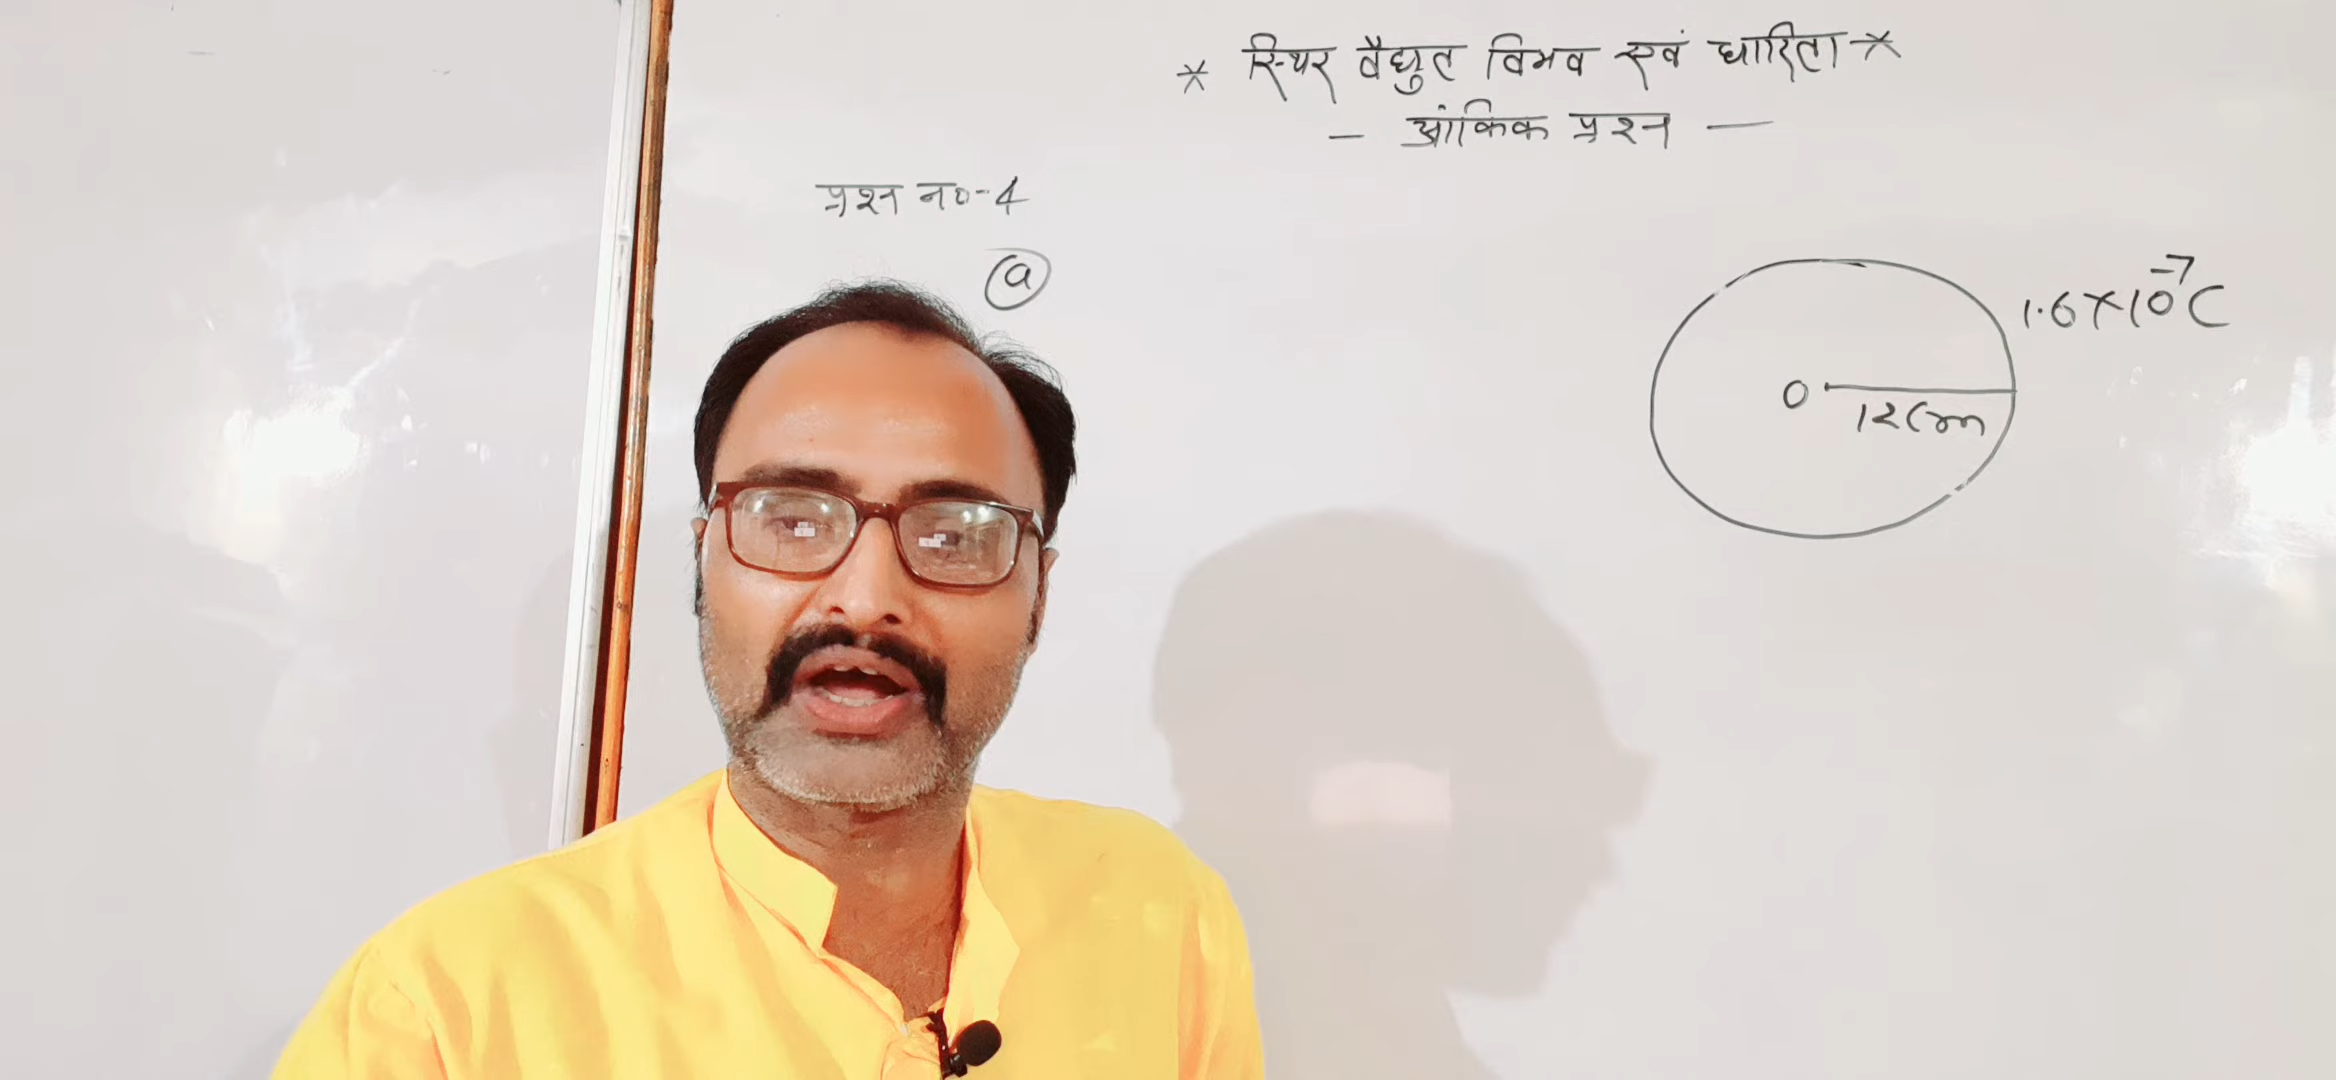 * स्थिर वैद्युत विभव एवं धारिता *
- आंकिक प्रश्न -
प्रश्न न०-4
(a)
1.6×10⁻⁷C
O 12cm